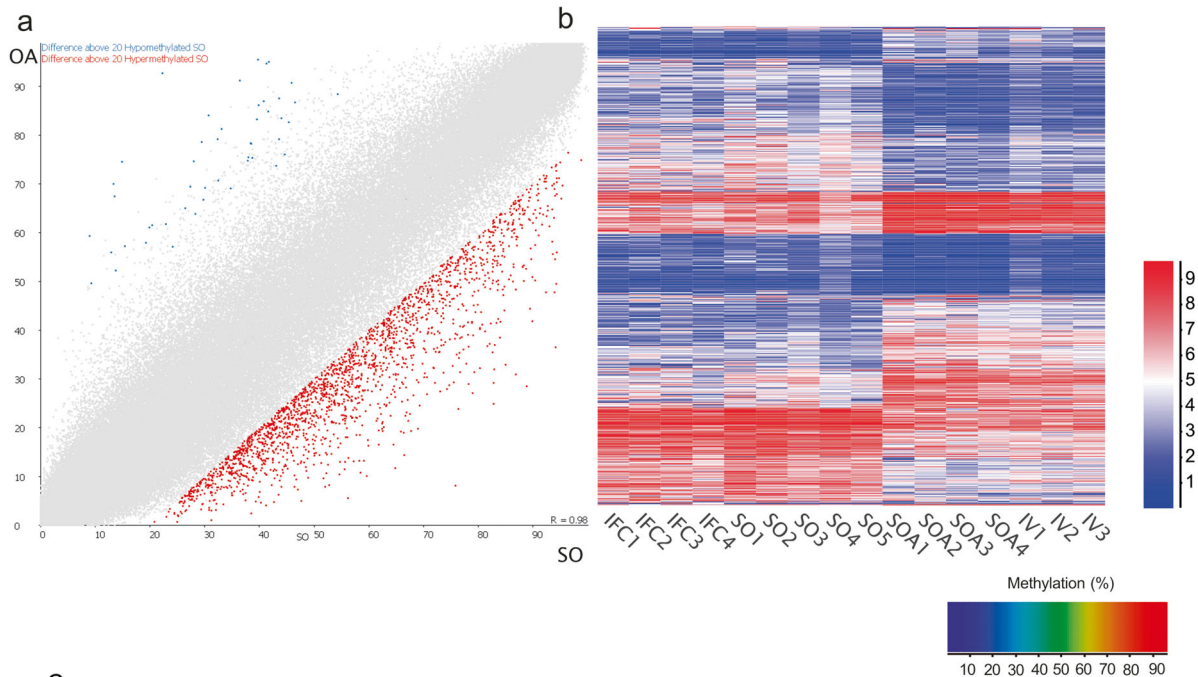 a
Difference above 20 Hypomethylated SO
Difference above 20 Hypermethylated SO
OA
90
80
70
60
50
40
30
20
10
0
0 10 20 30 40 50 60 70 80 90
SO
R = 0.98
SO
b
IFC1 IFC2 IFC3 IFC4 SO1 SO2 SO3 SO4 SO5 SOA1 SOA2 SOA3 SOA4 IV1 IV2 IV3
9
8
7
6
5
4
3
2
1
Methylation (%)
10 20 30 40 50 60 70 80 90